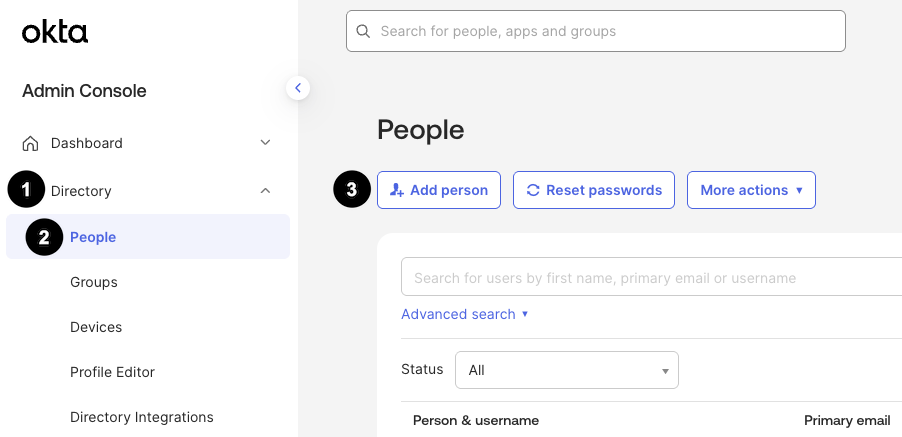 okta
Search for people, apps and groups
Admin Console
Dashboard
1 Directory
2 People
Groups
Devices
Profile Editor
Directory Integrations
People
3 Add person Reset passwords More actions
Search for users by first name, primary email or username
Advanced search
Status All
Person & username Primary email